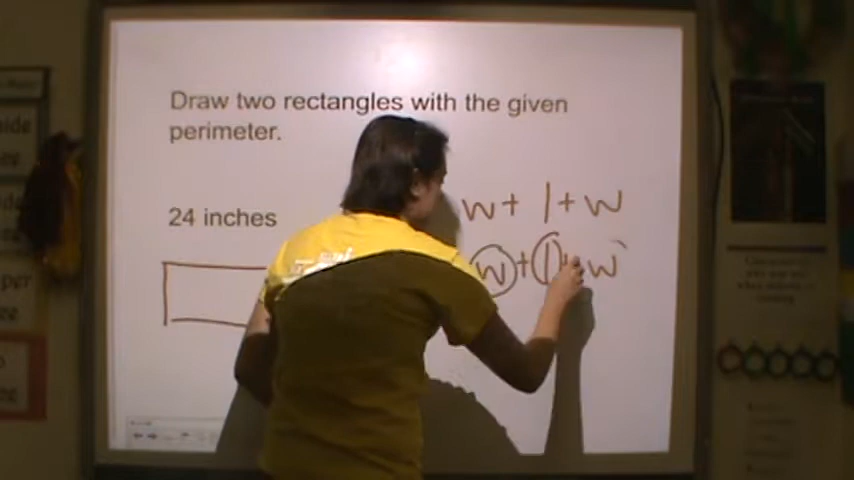 Draw two rectangles with the given
perimeter.
w + l + w
24 inches
w + l + w